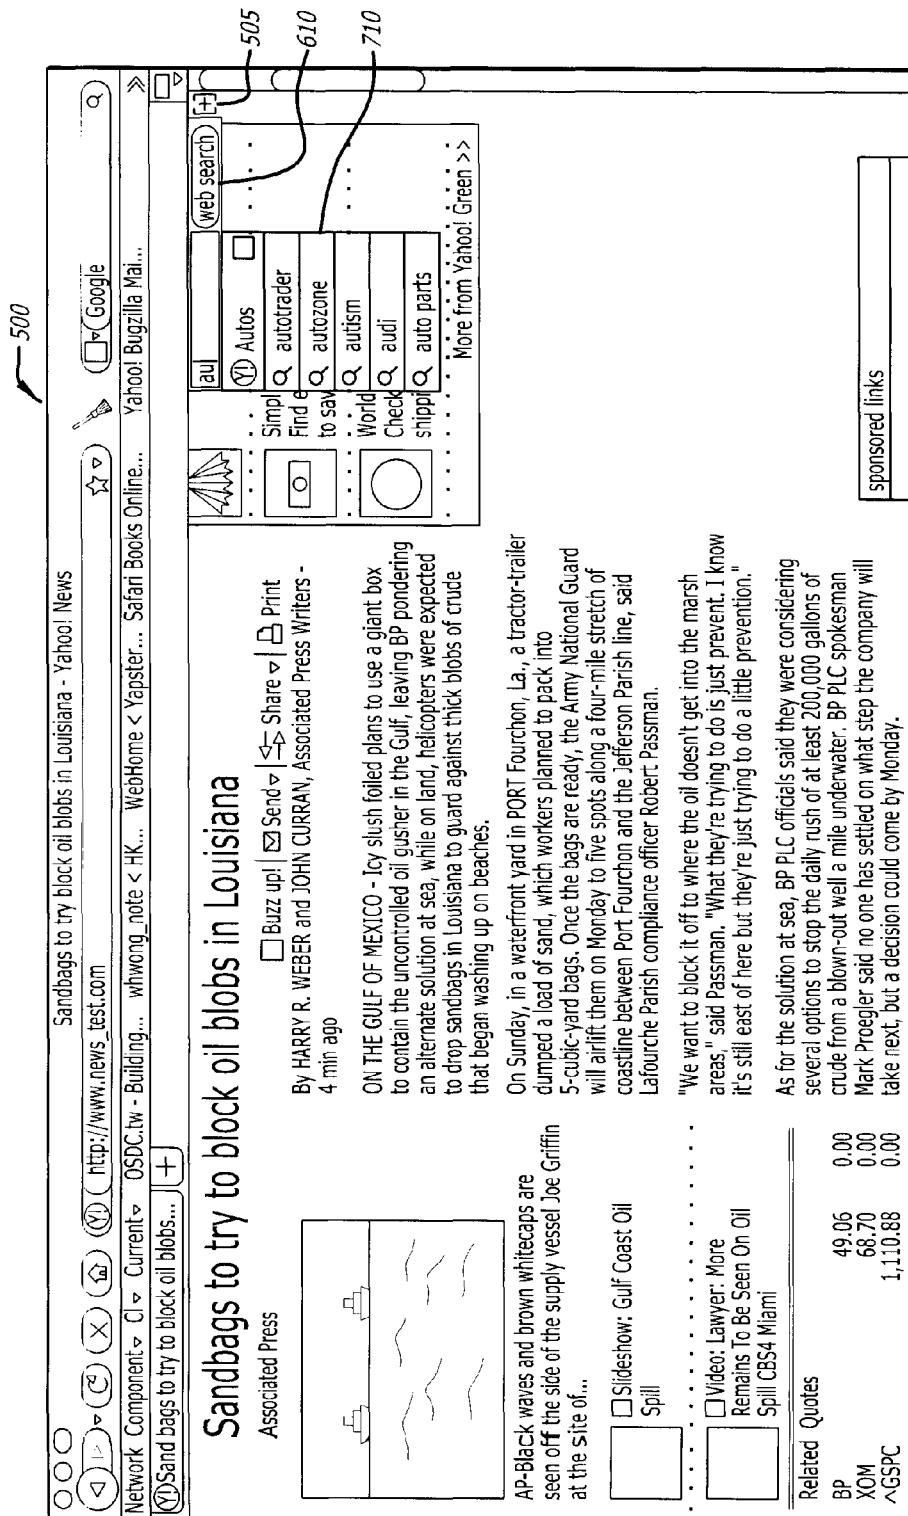 500
Sandbags to try block oil blobs in Louisiana - Yahoo! News
http://www.news_test.com
Google
Network Component Cl Current OSDC.tw - Building... whwong_note < HK... WebHome < Yapster... Safari Books Online... Yahoo! Bugzilla Mai... >>
Y! Sand bags to try to block oil blobs... +
Sandbags to try to block oil blobs in Louisiana
Associated Press
AP-Black waves and brown whitecaps are
seen off the side of the supply vessel Joe Griffin
at the site of...
Slideshow: Gulf Coast Oil
Spill
Video: Lawyer: More
Remains To Be Seen On Oil
Spill CBS4 Miami
Related Quotes
BP 49.06 0.00
XOM 68.70 0.00
^GSPC 1,110.88 0.00
Buzz up! | Send | Share | Print
By HARRY R. WEBER and JOHN CURRAN, Associated Press Writers -
4 min ago
ON THE GULF OF MEXICO - Icy slush foiled plans to use a giant box
to contain the uncontrolled oil gusher in the Gulf, leaving BP pondering
an alternate solution at sea, while on land, helicopters were expected
to drop sandbags in Louisiana to guard against thick blobs of crude
that began washing up on beaches.
On Sunday, in a waterfront yard in PORT Fourchon, La., a tractor-trailer
dumped a load of sand, which workers planned to pack into
5-cubic-yard bags. Once the bags are ready, the Army National Guard
will airlift them on Monday to five spots along a four-mile stretch of
coastline between Port Fourchon and the Jefferson Parish line, said
Lafourche Parish compliance officer Robert Passman.
"We want to block it off to where the oil doesn't get into the marsh
areas," said Passman. "What they're trying to do is just prevent. I know
it's still east of here but they're just trying to do a little prevention."
As for the solution at sea, BP PLC officials said they were considering
several options to stop the daily rush of at least 200,000 gallons of
crude from a blown-out well a mile underwater. BP PLC spokesman
Mark Proegler said no one has settled on what step the company will
take next, but a decision could come by Monday.
au web search [+]
505
610
710
Y! Autos
autotrader
autozone
autism
audi
auto parts
Simpl
Find e
to sav
World
Check
shippi
More from Yahoo! Green >>
sponsored links